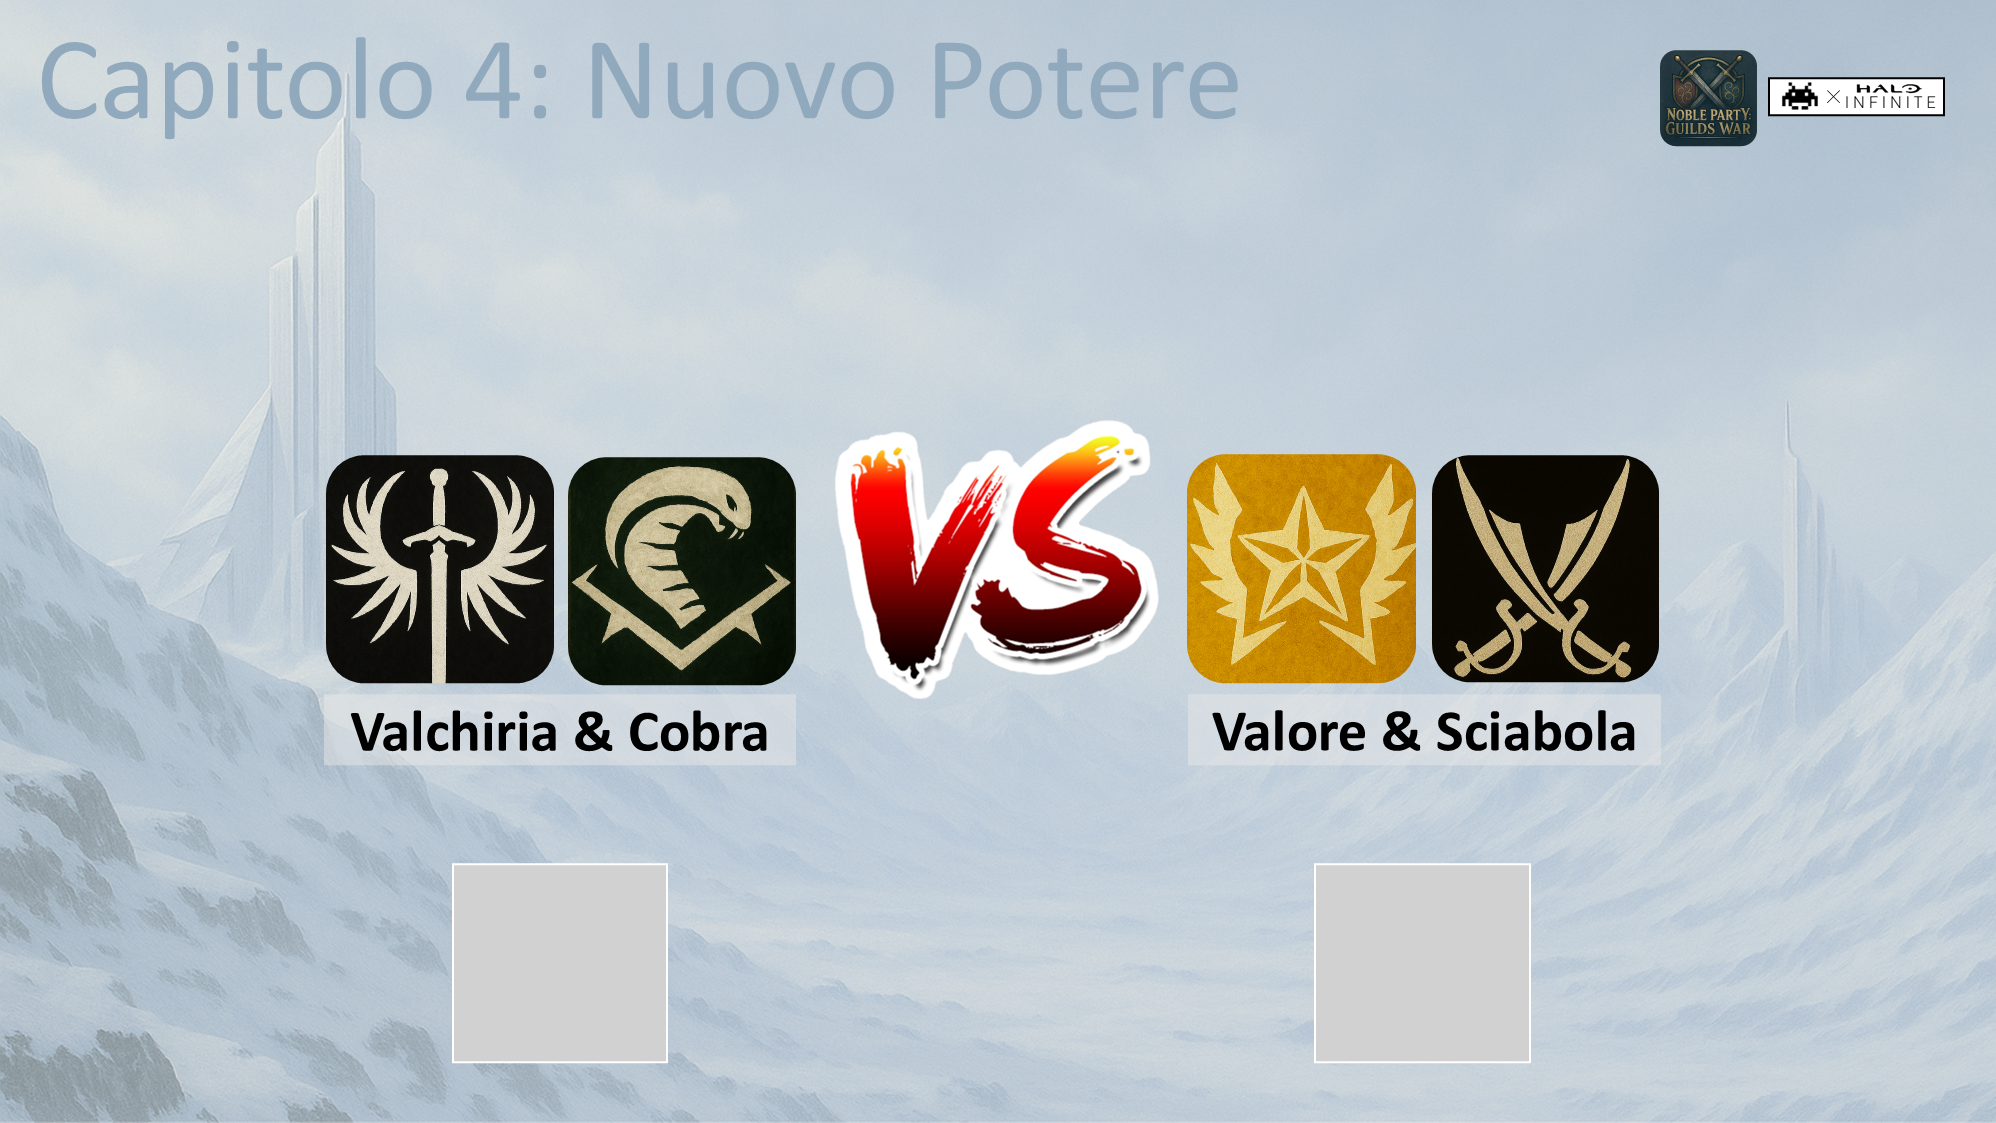 Capitolo 4: Nuovo Potere
NOBLE PARTY:
GUILDS WAR
HALO
INFINITE
VS
Valchiria & Cobra
Valore & Sciabola